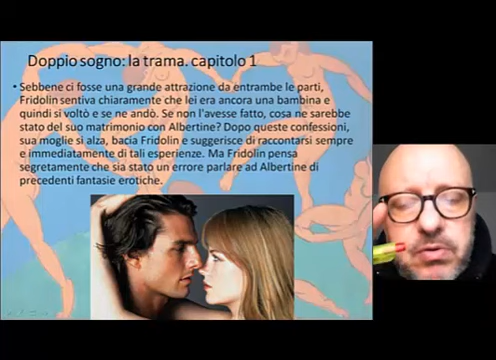 Doppio sogno: la trama. capitolo 1
• Sebbene ci fosse una grande attrazione da entrambe le parti,
Fridolin sentiva chiaramente che lei era ancora una bambina e
quindi si voltò e se ne andò. Se non l'avesse fatto, cosa ne sarebbe
stato del suo matrimonio con Albertine? Dopo queste confessioni,
sua moglie si alza, bacia Fridolin e suggerisce di raccontarsi sempre
e immediatamente di tali esperienze. Ma Fridolin pensa
segretamente che sia stato un errore parlare ad Albertine di
precedenti fantasie erotiche.